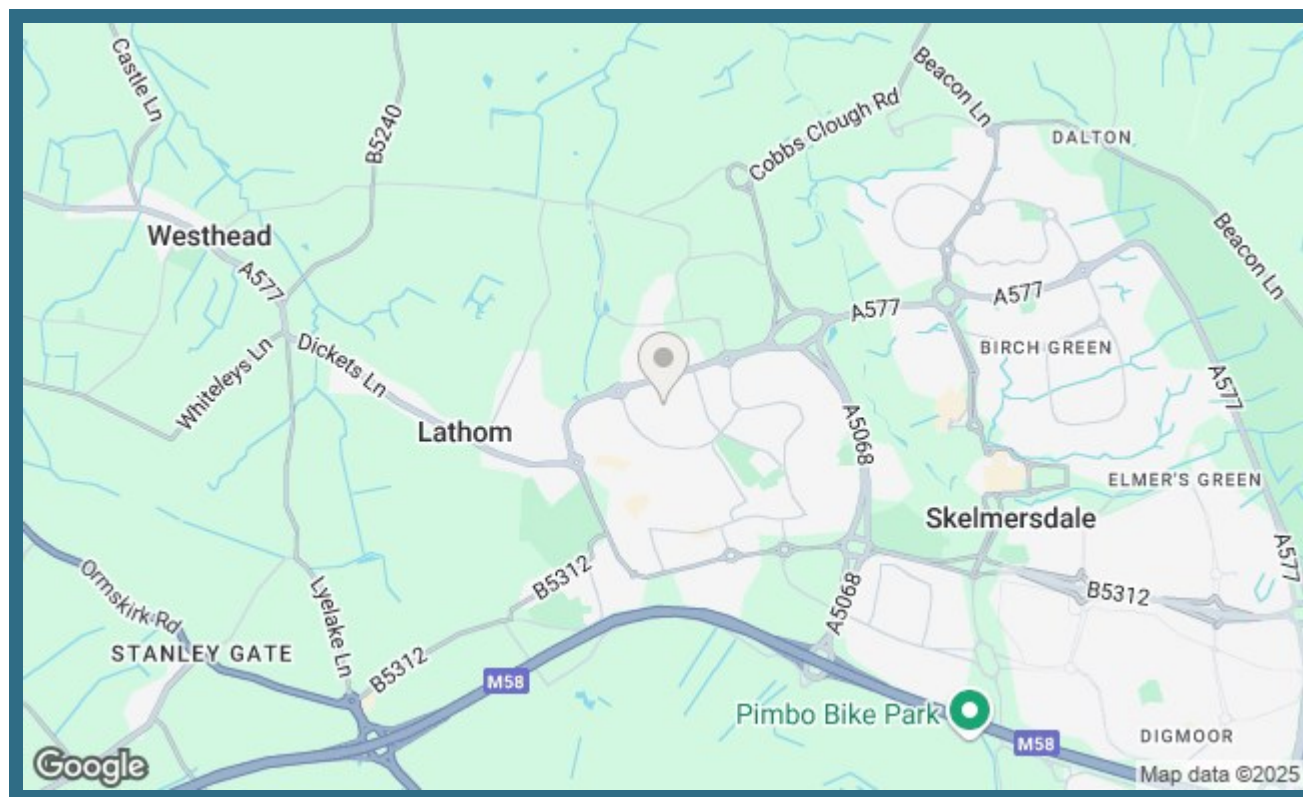 Castle Ln
B5240
Beacon Ln
Cobbs Clough Rd
DALTON
Westhead
A577
Beacon Ln
A577
A577
Whiteleys Ln
Dickets Ln
BIRCH GREEN
A577
Lathom
A5068
ELMER'S GREEN
Skelmersdale
A577
Ormskirk Rd
Lyelake Ln
B5312
A5068
B5312
STANLEY GATE
B5312
M58
Pimbo Bike Park
M58
DIGMOOR
Google
Map data ©2025